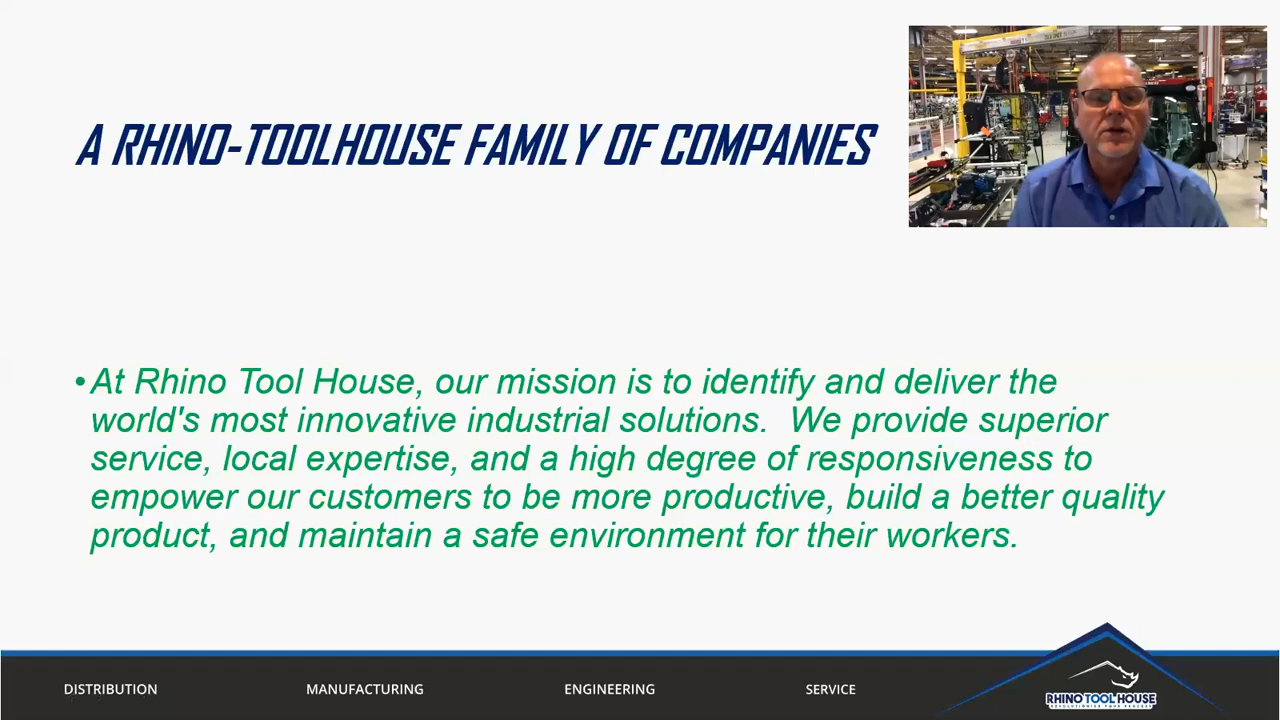 A RHINO-TOOLHOUSE FAMILY OF COMPANIES
•At Rhino Tool House, our mission is to identify and deliver the
world's most innovative industrial solutions.  We provide superior
service, local expertise, and a high degree of responsiveness to
empower our customers to be more productive, build a better quality
product, and maintain a safe environment for their workers.
DISTRIBUTION
MANUFACTURING
ENGINEERING
SERVICE
RHINO TOOL HOUSE
REVOLUTIONIZE YOUR PROCESS